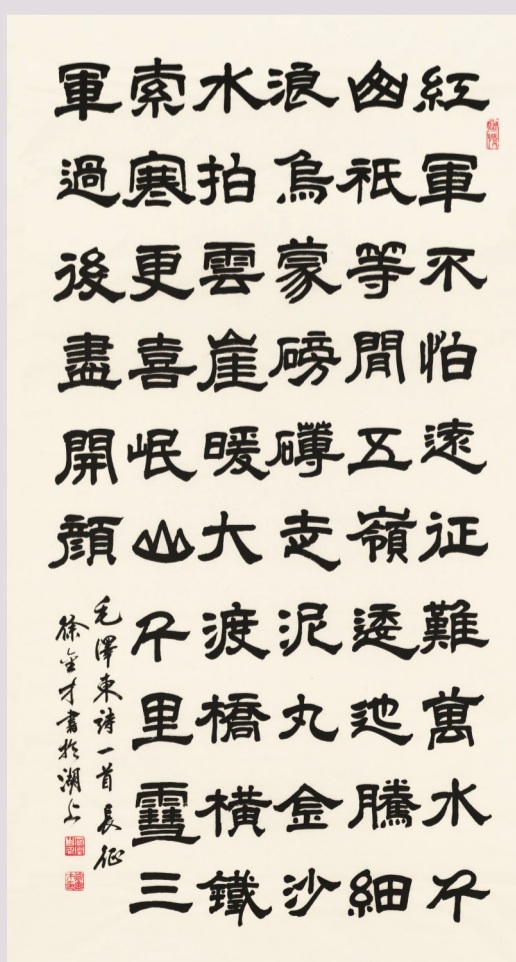 紅軍不怕遠征難萬水千
山祇等閒五嶺逶迆騰細
浪烏蒙磅礴走泥丸金沙
水拍雲崖暖大渡橋橫鐵
索寒更喜岷山千里雪三
軍過後盡開顏
毛澤東詩一首長征
徐金才書於湖上